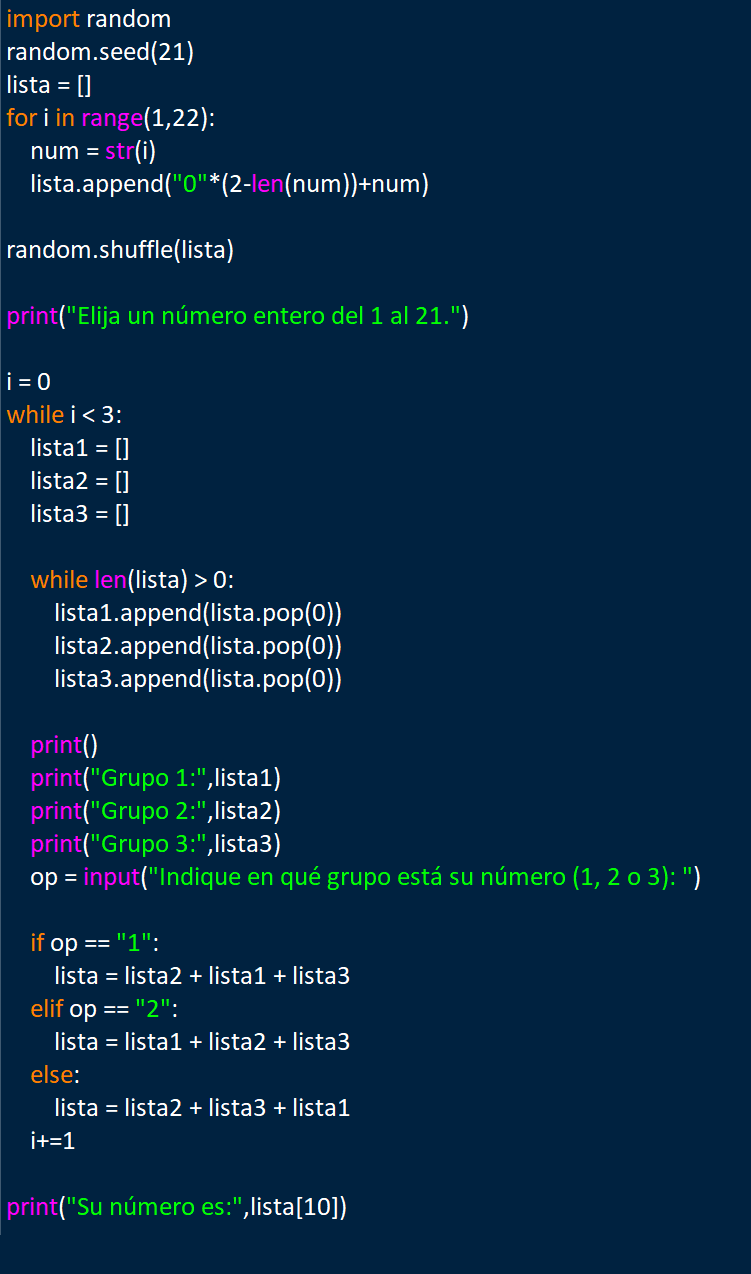 import random
random.seed(21)
lista = []
for i in range(1,22):
    num = str(i)
    lista.append("0"*(2-len(num))+num)

random.shuffle(lista)

print("Elija un número entero del 1 al 21.")

i = 0
while i < 3:
    lista1 = []
    lista2 = []
    lista3 = []

    while len(lista) > 0:
        lista1.append(lista.pop(0))
        lista2.append(lista.pop(0))
        lista3.append(lista.pop(0))

    print()
    print("Grupo 1:",lista1)
    print("Grupo 2:",lista2)
    print("Grupo 3:",lista3)
    op = input("Indique en qué grupo está su número (1, 2 o 3): ")

    if op == "1":
        lista = lista2 + lista1 + lista3
    elif op == "2":
        lista = lista1 + lista2 + lista3
    else:
        lista = lista2 + lista3 + lista1
    i+=1

print("Su número es:",lista[10])